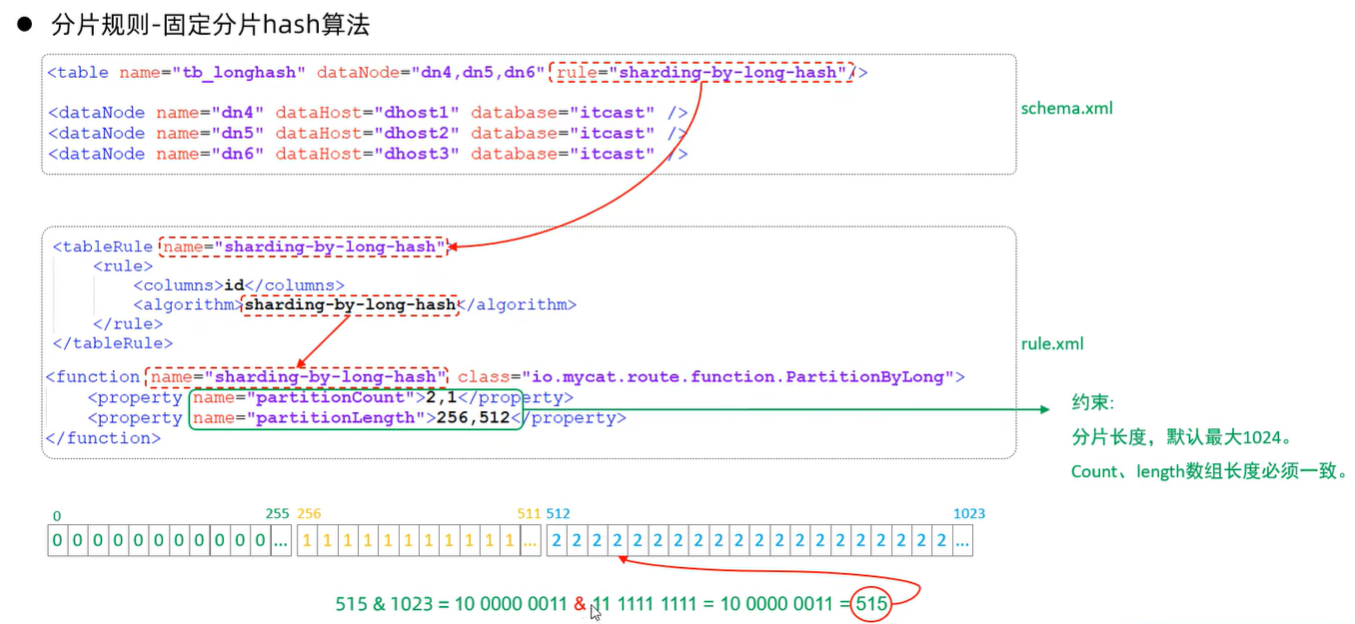 ● 分片规则-固定分片hash算法
<table name="tb_longhash" dataNode="dn4,dn5,dn6" rule="sharding-by-long-hash"/>
<dataNode name="dn4" dataHost="dhost1" database="itcast" />
<dataNode name="dn5" dataHost="dhost2" database="itcast" />
<dataNode name="dn6" dataHost="dhost3" database="itcast" />
schema.xml
<tableRule name="sharding-by-long-hash">
<rule>
<columns>id</columns>
<algorithm>sharding-by-long-hash</algorithm>
</rule>
</tableRule>
rule.xml
<function name="sharding-by-long-hash" class="io.mycat.route.function.PartitionByLong">
<property name="partitionCount">2,1</property>
<property name="partitionLength">256,512</property>
</function>
约束:
分片长度，默认最大1024。
Count、length数组长度必须一致。
0 255 256 511 512 1023
0 0 0 0 0 0 0 0 0 0 0 ... 1 1 1 1 1 1 1 1 1 1 1 ... 2 2 2 2 2 2 2 2 2 2 2 2 2 2 2 2 2 2 2 2 ...
515 & 1023 = 10 0000 0011 & 11 1111 1111 = 10 0000 0011 = 515